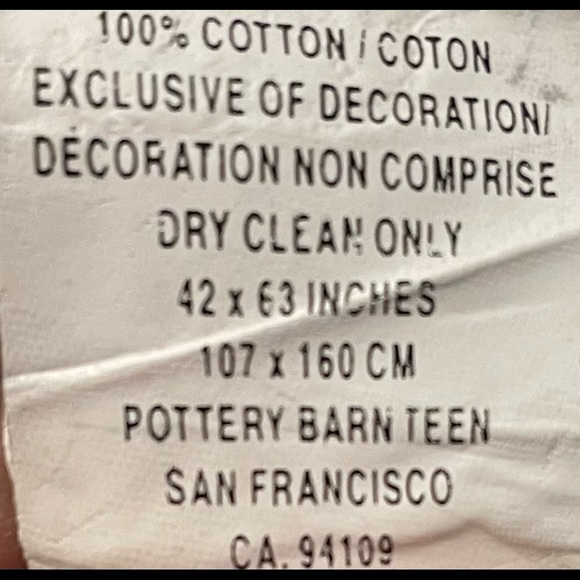 100% COTTON / COTON
EXCLUSIVE OF DECORATION/
DÉCORATION NON COMPRISE
DRY CLEAN ONLY
42 x 63 INCHES
107 x 160 CM
POTTERY BARN TEEN
SAN FRANCISCO
CA. 94109